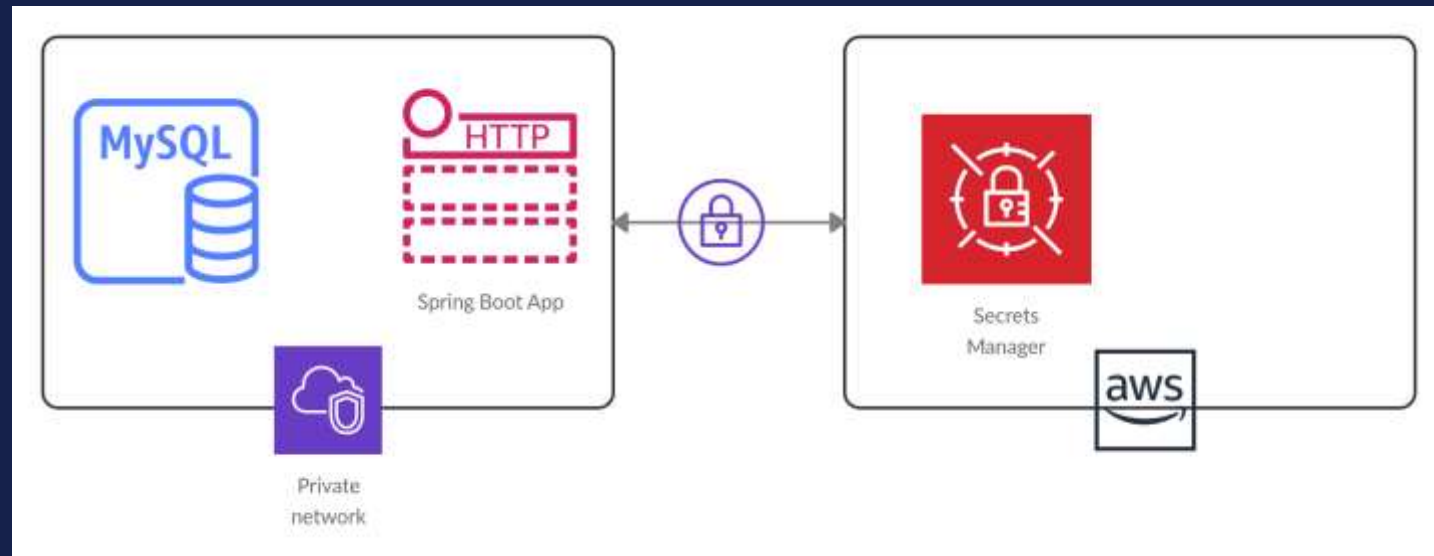 MySQL
HTTP
Spring Boot App
Private
network
Secrets
Manager
aws